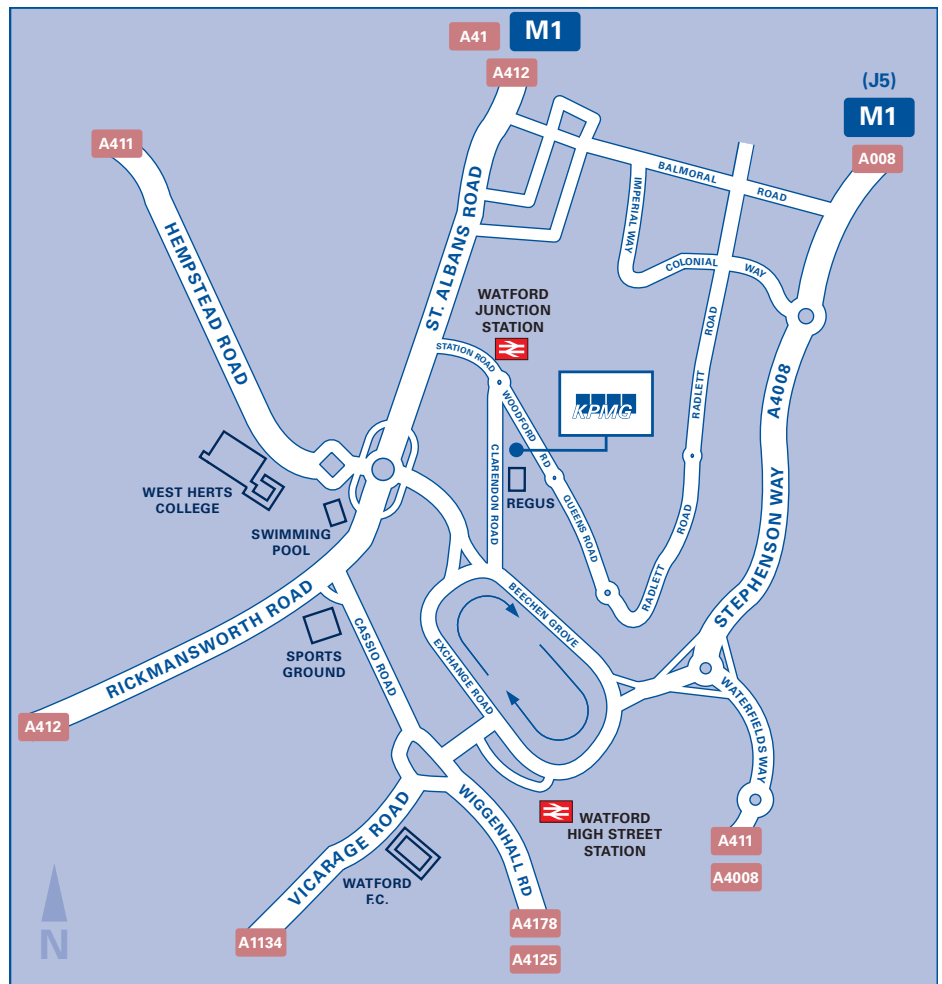 A41
M1
A412
(J5)
M1
A008
A411
BALMORAL
ROAD
IMPERIAL WAY
COLONIAL
WAY
HEMPSTEAD ROAD
ST. ALBANS ROAD
WATFORD
JUNCTION
STATION
STATION ROAD
RADLETT
ROAD
A4008
KPMG
WOODFORD RD
CLARENDON ROAD
REGUS
QUEENS ROAD
RADLETT
ROAD
STEPHENSON WAY
WEST HERTS
COLLEGE
SWIMMING
POOL
BEECHEN GROVE
RICKMANSWORTH ROAD
CASSIO ROAD
EXCHANGE ROAD
SPORTS
GROUND
WATERFIELDS WAY
A412
WATFORD
HIGH STREET
STATION
WIGGENHALL RD
VICARAGE ROAD
WATFORD
F.C.
A411
A4008
N
A1134
A4178
A4125